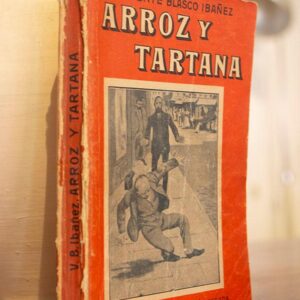 BLASCO IBAÑEZ
ARROZ Y
TARTANA
V. B. Ibañez. ARROZ Y TARTANA